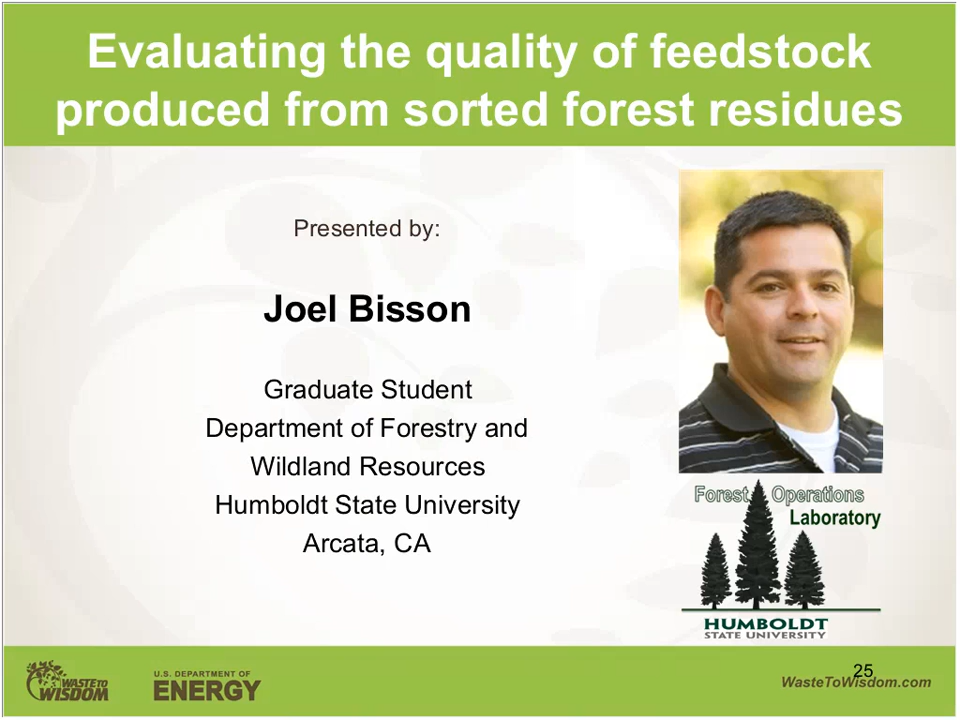 Evaluating the quality of feedstock
produced from sorted forest residues
Presented by:
Joel Bisson
Graduate Student
Department of Forestry and
Wildland Resources
Humboldt State University
Arcata, CA
Forest Operations
Laboratory
HUMBOLDT
STATE UNIVERSITY
WASTE TO
WISDOM
U.S. DEPARTMENT OF
ENERGY
25
WasteToWisdom.com